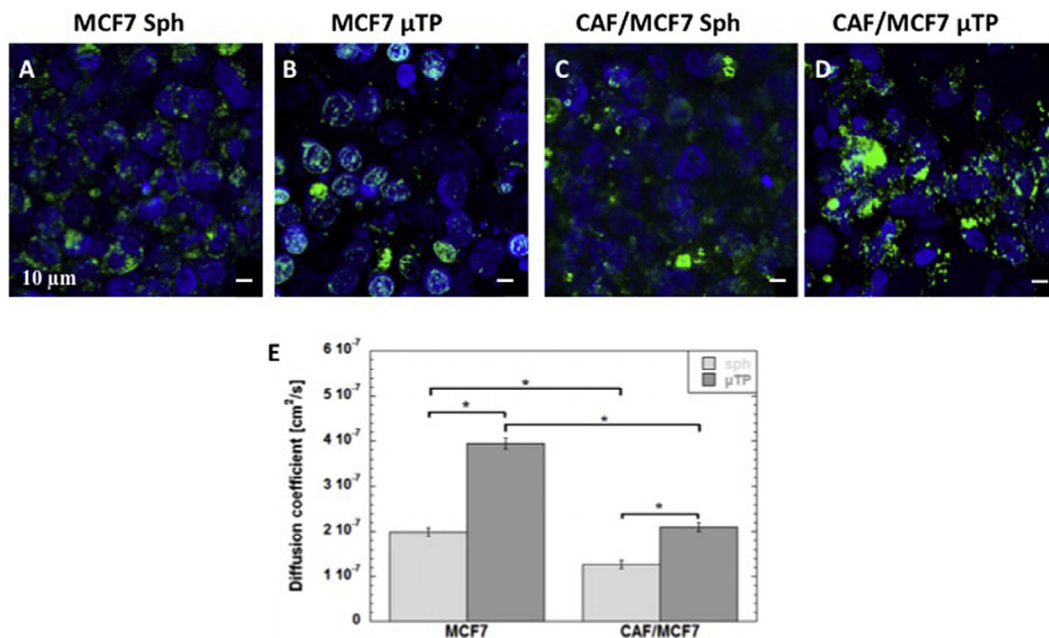 MCF7 Sph MCF7 µTP CAF/MCF7 Sph CAF/MCF7 µTP
A B C D
10 µm
E
6 10⁻⁷
5 10⁻⁷
4 10⁻⁷
3 10⁻⁷
2 10⁻⁷
1 10⁻⁷
0
Diffusion coefficient [cm²/s]
sph
µTP
* * * *
MCF7 CAF/MCF7